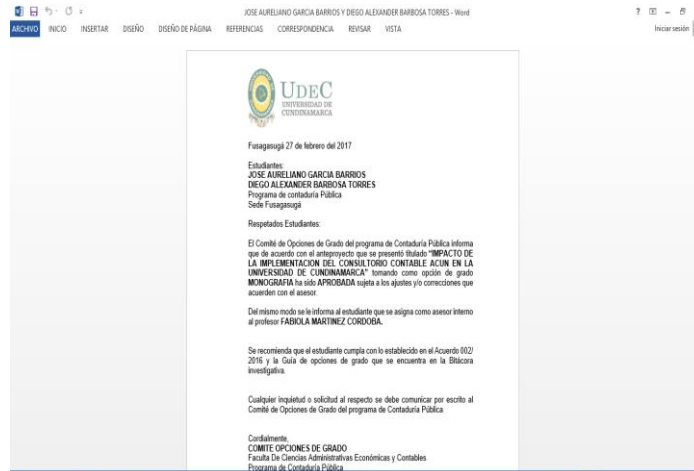 JOSE AURELIANO GARCIA BARRIOS Y DIEGO ALEXANDER BARBOSA TORRES - Word
ARCHIVO INICIO INSERTAR DISEÑO DISEÑO DE PÁGINA REFERENCIAS CORRESPONDENCIA REVISAR VISTA Iniciar sesión
UDEC
UNIVERSIDAD DE
CUNDINAMARCA
Fusagasugá 27 de febrero del 2017
Estudiantes:
JOSE AURELIANO GARCIA BARRIOS
DIEGO ALEXANDER BARBOSA TORRES
Programa de contaduría Pública
Sede Fusagasugá
Respetados Estudiantes:
El Comité de Opciones de Grado del programa de Contaduría Pública informa
que de acuerdo con el anteproyecto que se presentó titulado "IMPACTO DE
LA IMPLEMENTACION DEL CONSULTORIO CONTABLE ACUN EN LA
UNIVERSIDAD DE CUNDINAMARCA" tomando como opción de grado
MONOGRAFIA ha sido APROBADA sujeta a los ajustes y/o correcciones que
acuerden con el asesor.
Del mismo modo se le informa al estudiante que se asigna como asesor interno
al profesor FABIOLA MARTINEZ CORDOBA.
Se recomienda que el estudiante cumpla con lo establecido en el Acuerdo 002/
2016 y la Guía de opciones de grado que se encuentra en la Bitácora
investigativa.
Cualquier inquietud o solicitud al respecto se debe comunicar por escrito al
Comité de Opciones de Grado del programa de Contaduría Pública
Cordialmente,
COMITE OPCIONES DE GRADO
Faculta De Ciencias Administrativas Económicas y Contables
Programa de Contaduría Pública